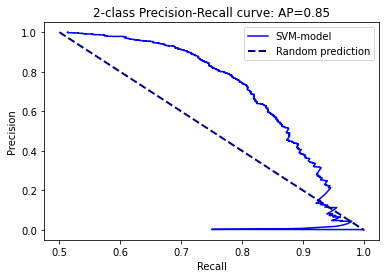 2-class Precision-Recall curve: AP=0.85
SVM-model
Random prediction
Precision
1.0
0.8
0.6
0.4
0.2
0.0
0.5
0.6
0.7
0.8
0.9
1.0
Recall